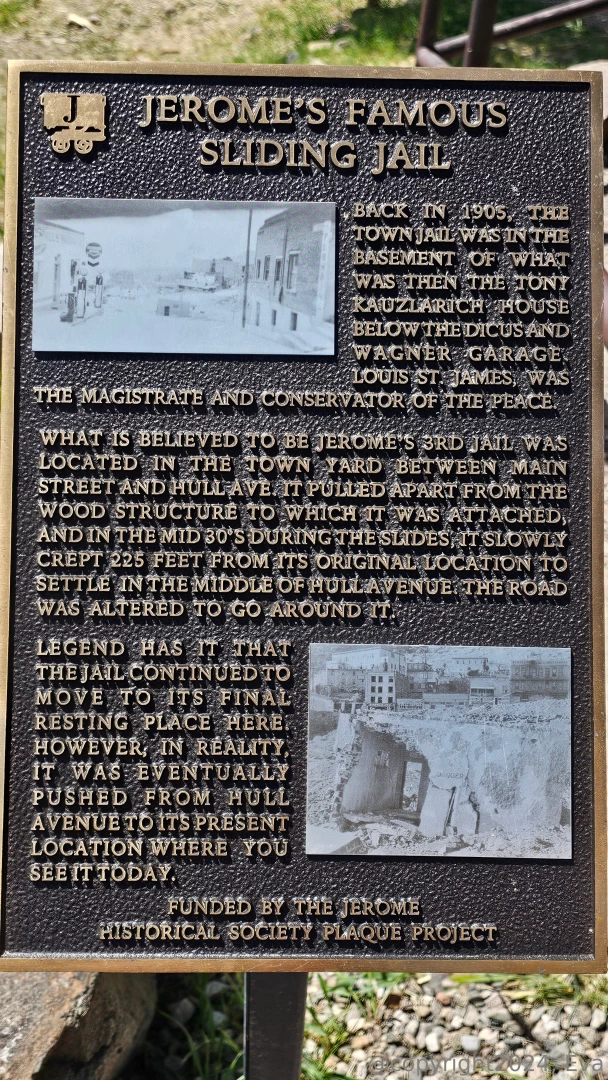 J
JEROME'S FAMOUS
SLIDING JAIL
BACK IN 1905, THE
TOWN JAIL WAS IN THE
BASEMENT OF WHAT
WAS THEN THE TONY
KAUZLARICH HOUSE
BELOW THE DICUS AND
WAGNER GARAGE.
LOUIS ST. JAMES, WAS
THE MAGISTRATE AND CONSERVATOR OF THE PEACE.
WHAT IS BELIEVED TO BE JEROME'S 3RD JAIL WAS
LOCATED IN THE TOWN YARD BETWEEN MAIN
STREET AND HULL AVE. IT PULLED APART FROM THE
WOOD STRUCTURE TO WHICH IT WAS ATTACHED,
AND IN THE MID 30'S DURING THE SLIDES, IT SLOWLY
CREPT 225 FEET FROM ITS ORIGINAL LOCATION TO
SETTLE IN THE MIDDLE OF HULL AVENUE. THE ROAD
WAS ALTERED TO GO AROUND IT.
LEGEND HAS IT THAT
THE JAIL CONTINUED TO
MOVE TO ITS FINAL
RESTING PLACE HERE.
HOWEVER, IN REALITY,
IT WAS EVENTUALLY
PUSHED FROM HULL
AVENUE TO ITS PRESENT
LOCATION WHERE YOU
SEE IT TODAY.
FUNDED BY THE JEROME
HISTORICAL SOCIETY PLAQUE PROJECT
©copyright2024 Eva